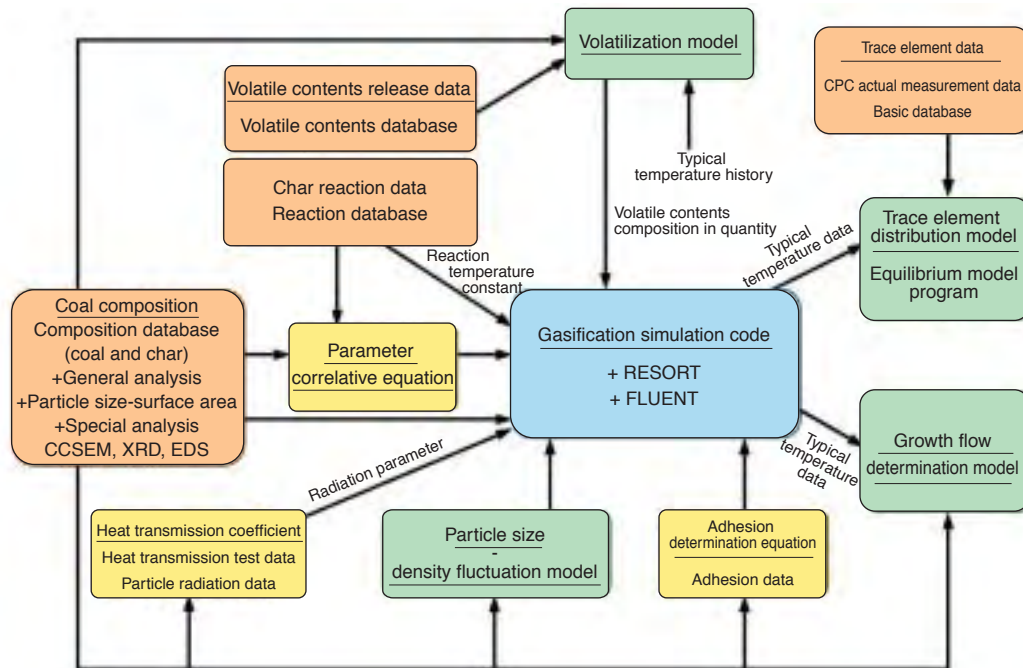 Volatilization model
Trace element data
CPC actual measurement data
Basic database
Volatile contents release data
Volatile contents database
Typical
temperature history
Char reaction data
Reaction database
Volatile contents
composition in quantity
Typical
temperature data
Trace element
distribution model
Equilibrium model
program
Reaction
temperature
constant
Coal composition
Composition database
(coal and char)
+General analysis
+Particle size-surface area
+Special analysis
CCSEM, XRD, EDS
Parameter
correlative equation
Gasification simulation code
+ RESORT
+ FLUENT
Growth flow
determination model
Typical
temperature
data
Radiation parameter
Heat transmission coefficient
Heat transmission test data
Particle radiation data
Particle size
-
density fluctuation model
Adhesion
determination equation
Adhesion data